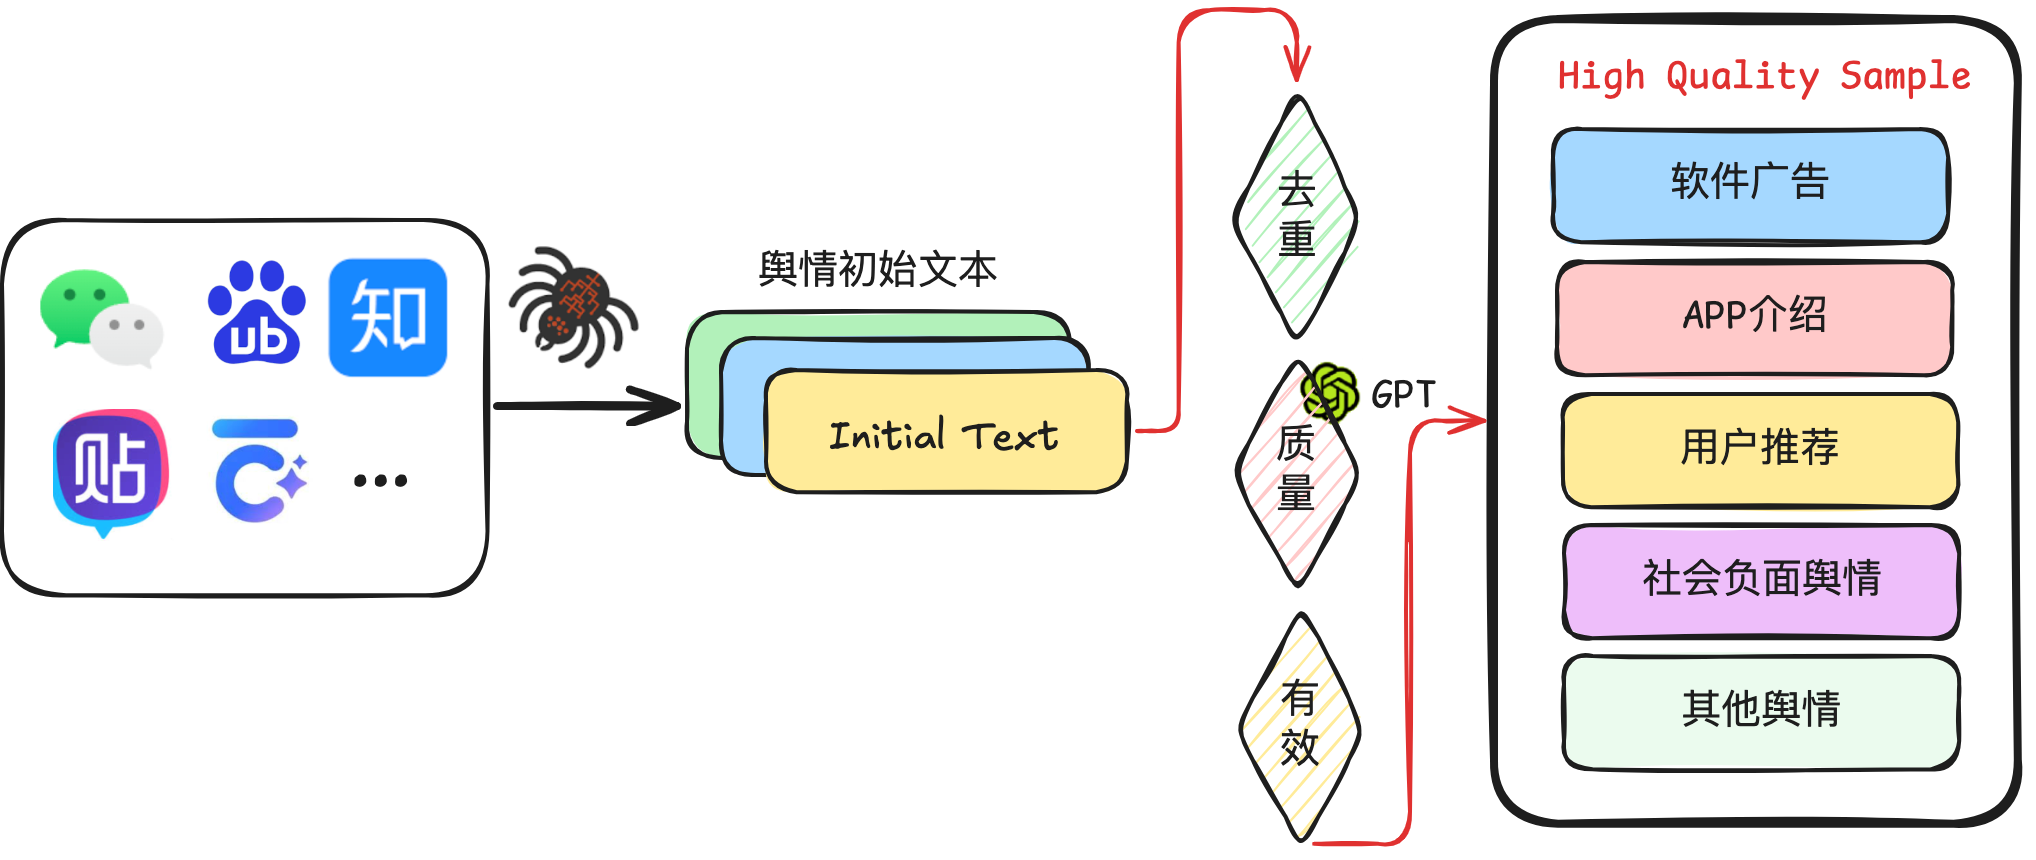 知
贴
...
舆情初始文本
Initial Text
去
重
GPT
质
量
有
效
High Quality Sample
软件广告
APP介绍
用户推荐
社会负面舆情
其他舆情